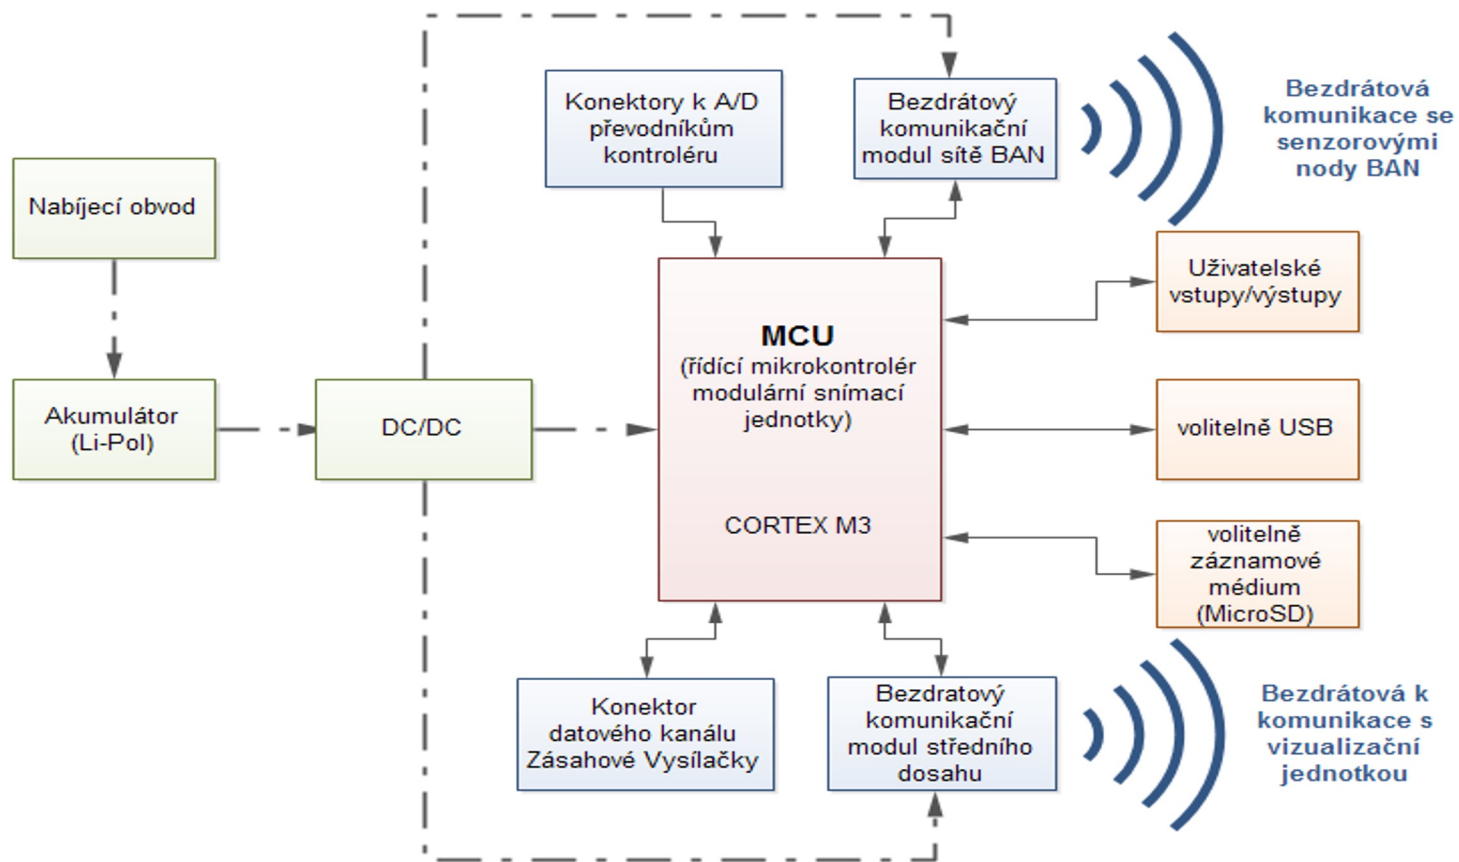 Konektory k A/D
převodníkům
kontroléru
Bezdrátový
komunikační
modul sítě BAN
Bezdrátová
komunikace se
senzorovými
nody BAN
Nabíjecí obvod
Uživatelské
vstupy/výstupy
MCU
(řídící mikrokontrolér
modulární snímací
jednotky)
CORTEX M3
Akumulátor
(Li-Pol)
DC/DC
volitelně USB
volitelně
záznamové
médium
(MicroSD)
Konektor
datového kanálu
Zásahové Vysílačky
Bezdratový
komunikační
modul středního
dosahu
Bezdrátová k
komunikace s
vizualizační
jednotkou